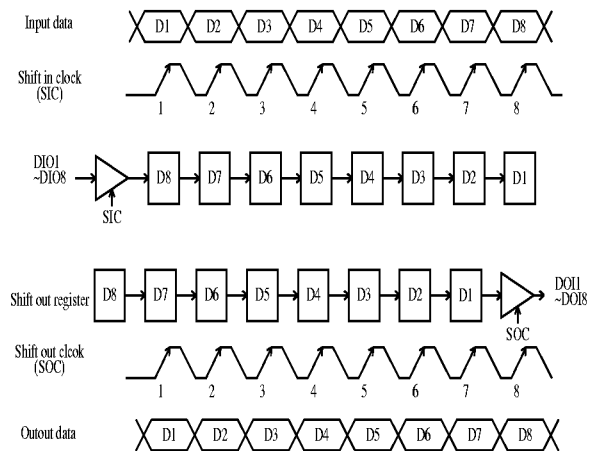 Input data
D1 D2 D3 D4 D5 D6 D7 D8
Shift in clock
(SIC)
1 2 3 4 5 6 7 8
DIO1
~DIO8
D8 D7 D6 D5 D4 D3 D2 D1
SIC
Shift out register
D8 D7 D6 D5 D4 D3 D2 D1
DOI1
~DOI8
SOC
Shift out clcok
(SOC)
1 2 3 4 5 6 7 8
Outout data
D1 D2 D3 D4 D5 D6 D7 D8